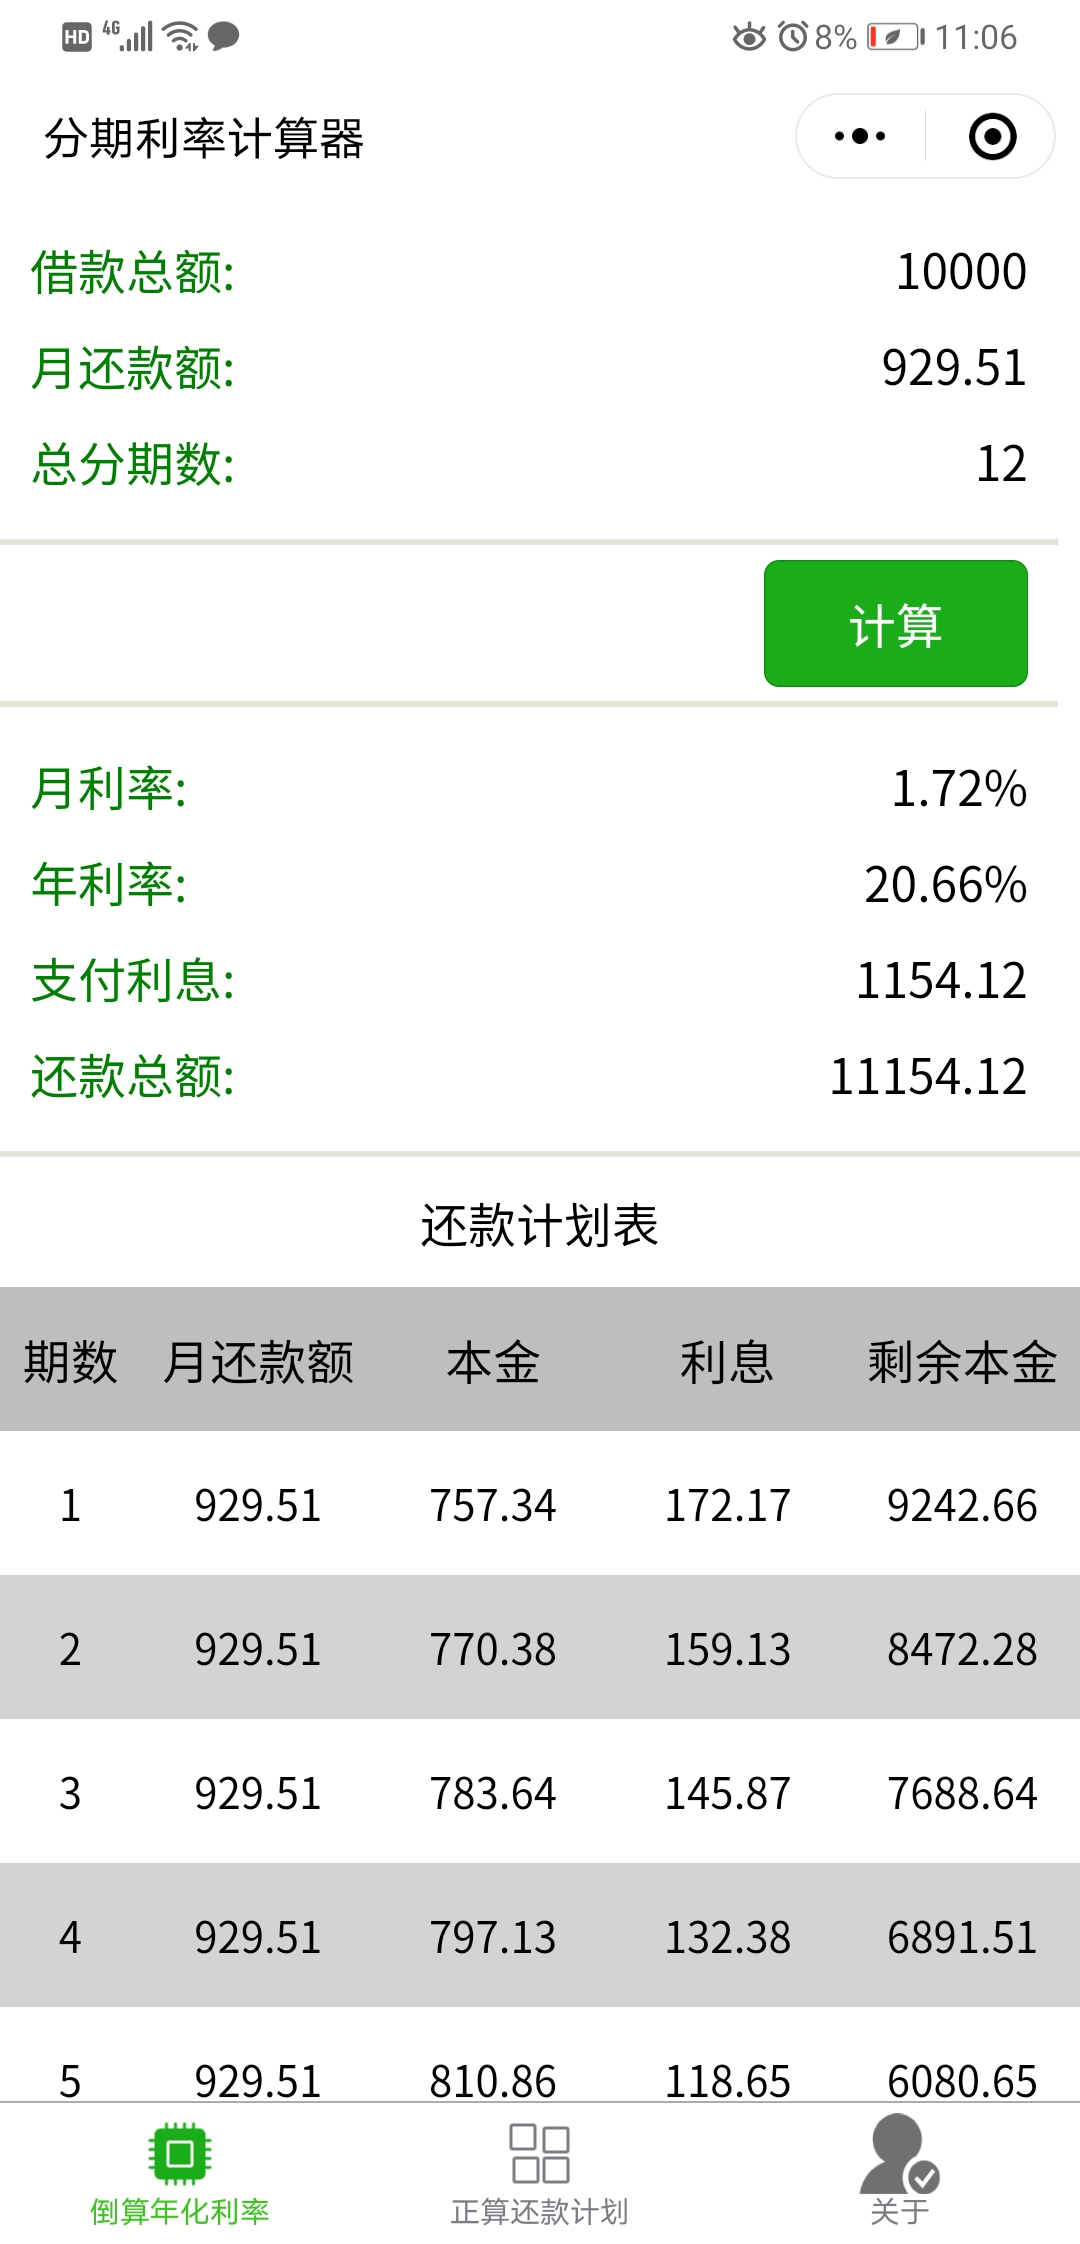 HD 4G 8% 11:06
分期利率计算器
借款总额: 10000
月还款额: 929.51
总分期数: 12
计算
月利率: 1.72%
年利率: 20.66%
支付利息: 1154.12
还款总额: 11154.12
还款计划表
期数 月还款额 本金 利息 剩余本金
1 929.51 757.34 172.17 9242.66
2 929.51 770.38 159.13 8472.28
3 929.51 783.64 145.87 7688.64
4 929.51 797.13 132.38 6891.51
5 929.51 810.86 118.65 6080.65
倒算年化利率 正算还款计划 关于